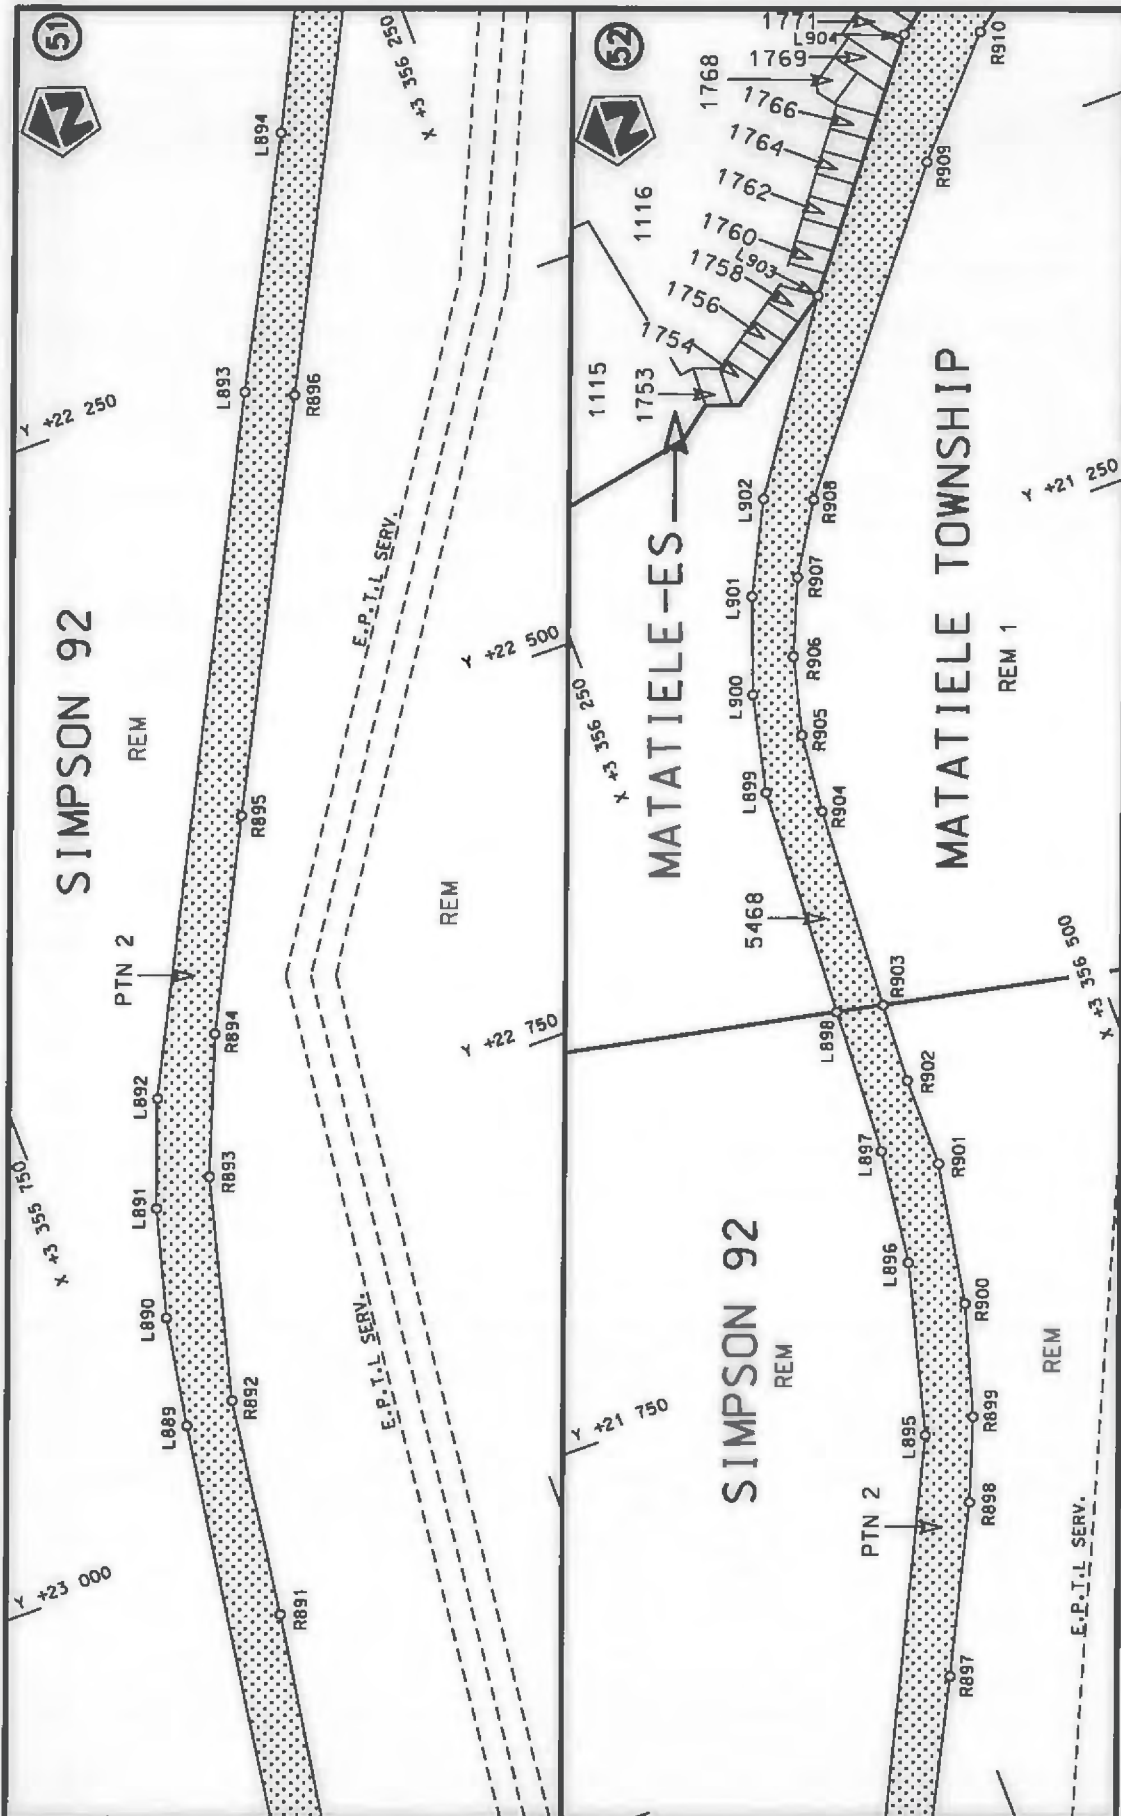 51
N
L894
X +3 356 250
L893
R896
Y +22 250
E.P.T.L SERV.
Y +22 500
SIMPSON 92
REM
R895
REM
PTN 2
R894
Y +22 750
L892
R893
X +3 355 750
L891
L890
L889
R892
E.P.T.L SERV.
Y +23 000
R891
52
N
1771
L904
1769
R910
1768
1766
1764
R909
1762
1116
1760
L903
1758
1756
1754
1115
1753
Y +21 250
L902
R908
MATATIELE-ES
L901
R907
MATATIELE TOWNSHIP
REM 1
R906
L900
R905
X +3 356 250
L899
R904
5468
R903
L898
X +3 356 500
R902
L897
R901
SIMPSON 92
REM
L896
R900
REM
R899
L895
Y +21 750
PTN 2
R898
E.P.T.L SERV.
R897